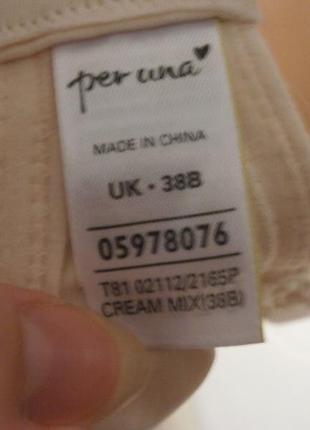 per una
MADE IN CHINA
UK • 38B
05978076
T81 02112/2165P
CREAM MIX(38B)